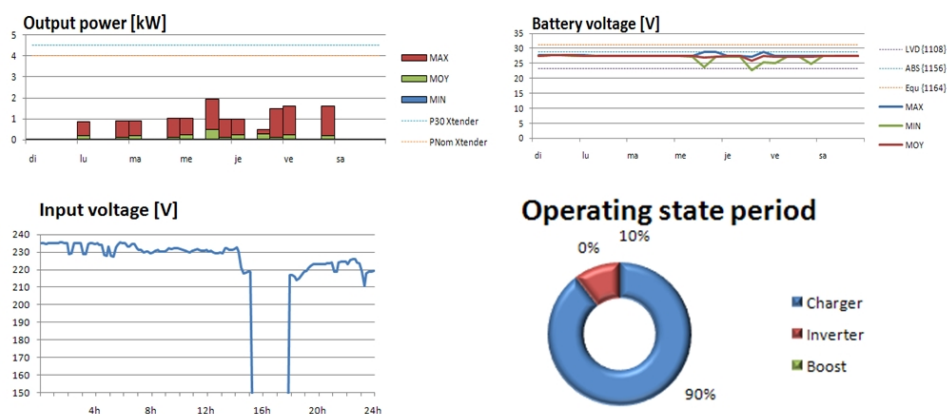 Output power [kW]
5
4
3
2
1
0
di
lu
ma
me
je
ve
sa
MAX
MOY
MIN
P30 Xtender
PNom Xtender
Battery voltage [V]
35
30
25
20
15
10
5
0
di
lu
ma
me
je
ve
sa
LVD [1108]
ABS [1156]
Equ [1164]
MAX
MIN
MOY
Input voltage [V]
240
230
220
210
200
190
180
170
160
150
4h
8h
12h
16h
20h
24h
Operating state period
0%
10%
90%
Charger
Inverter
Boost